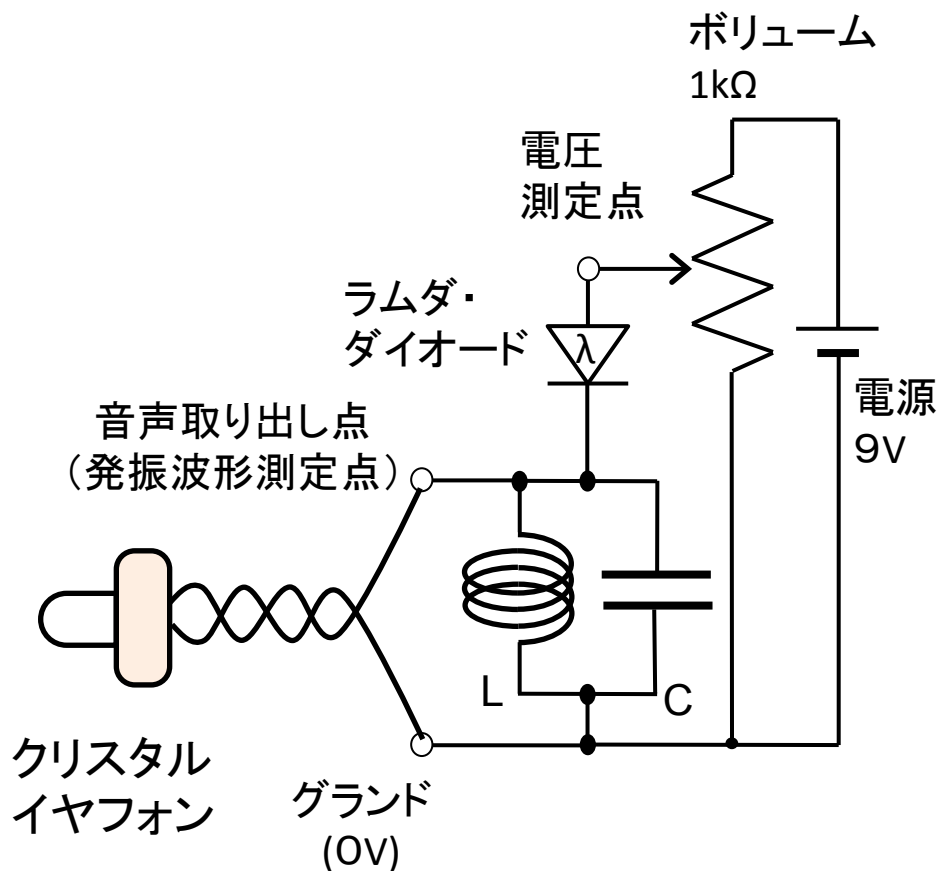 ボリューム
1kΩ
電圧
測定点
ラムダ・
ダイオード
λ
電源
9V
音声取り出し点
（発振波形測定点）
L
C
クリスタル
イヤフォン
グランド
(0V)